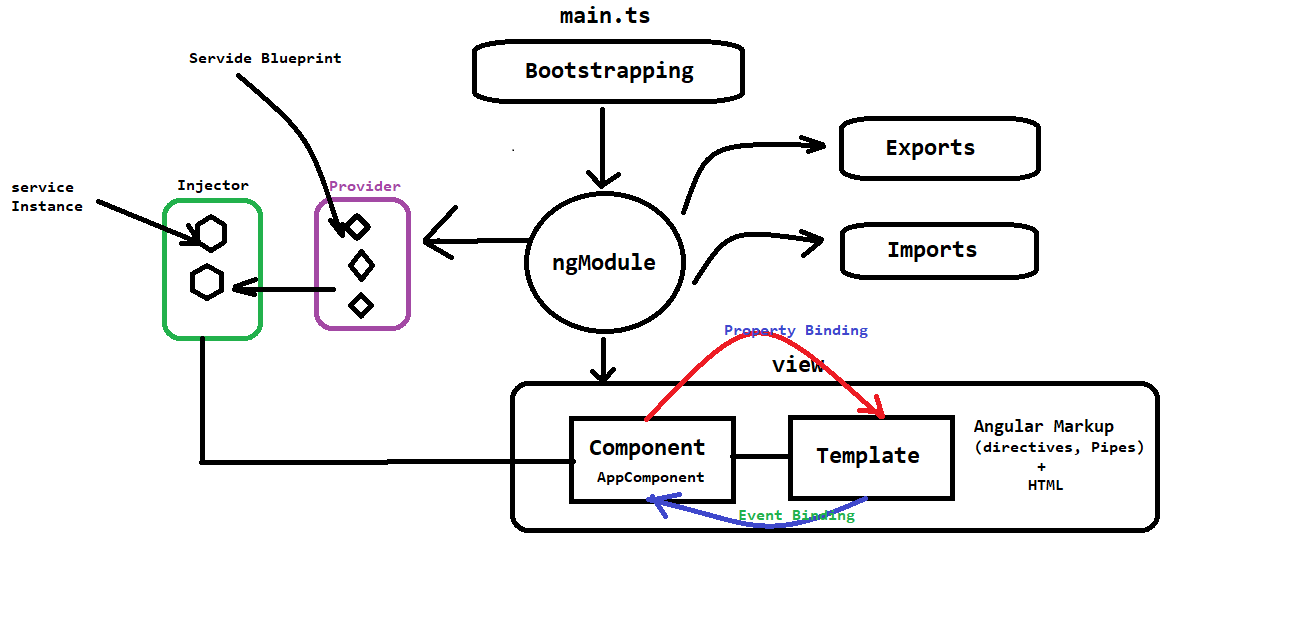 main.ts
Bootstrapping
Servide Blueprint
Exports
service
Instance
Injector
Provider
Imports
ngModule
Property Binding
view
Component
AppComponent
Template
Angular Markup
(directives, Pipes)
+
HTML
Event Binding